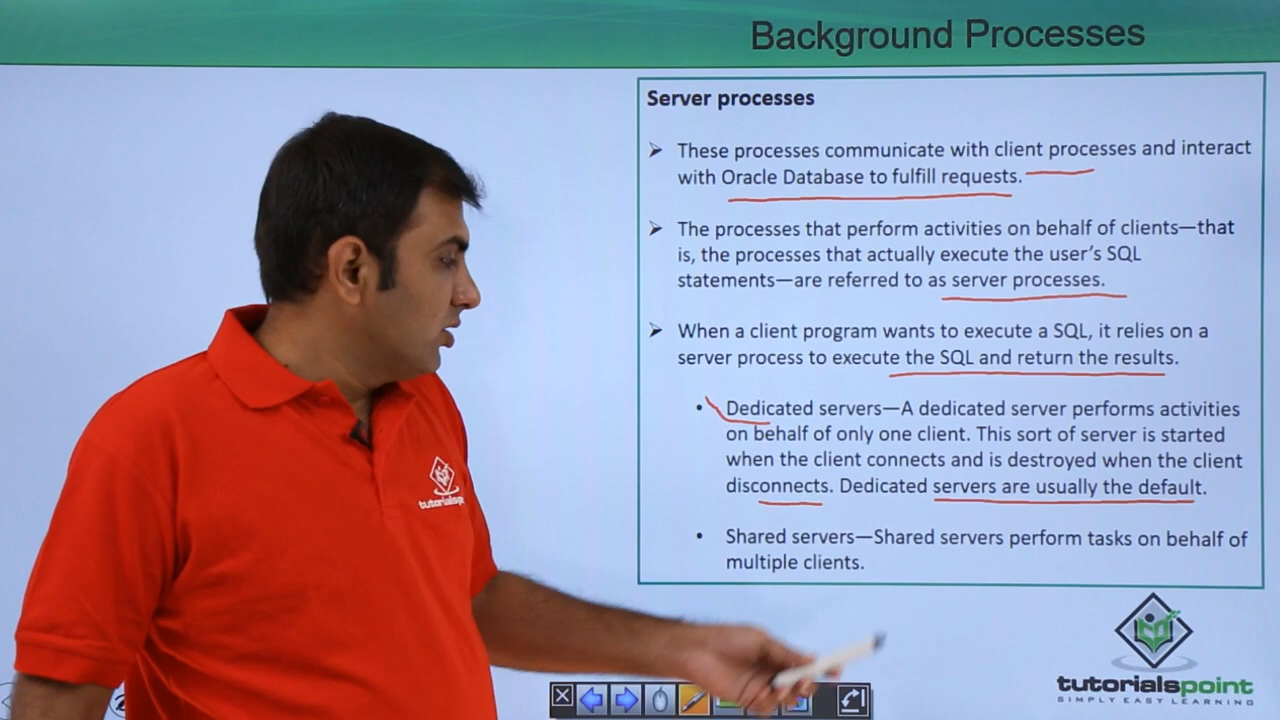 Background Processes
Server processes
➢ These processes communicate with client processes and interact
with Oracle Database to fulfill requests.
➢ The processes that perform activities on behalf of clients—that
is, the processes that actually execute the user's SQL
statements—are referred to as server processes.
➢ When a client program wants to execute a SQL, it relies on a
server process to execute the SQL and return the results.
• Dedicated servers—A dedicated server performs activities
on behalf of only one client. This sort of server is started
when the client connects and is destroyed when the client
disconnects. Dedicated servers are usually the default.
• Shared servers—Shared servers perform tasks on behalf of
multiple clients.
tutorialspo
tutorialspoint
SIMPLY EASY LEARNING